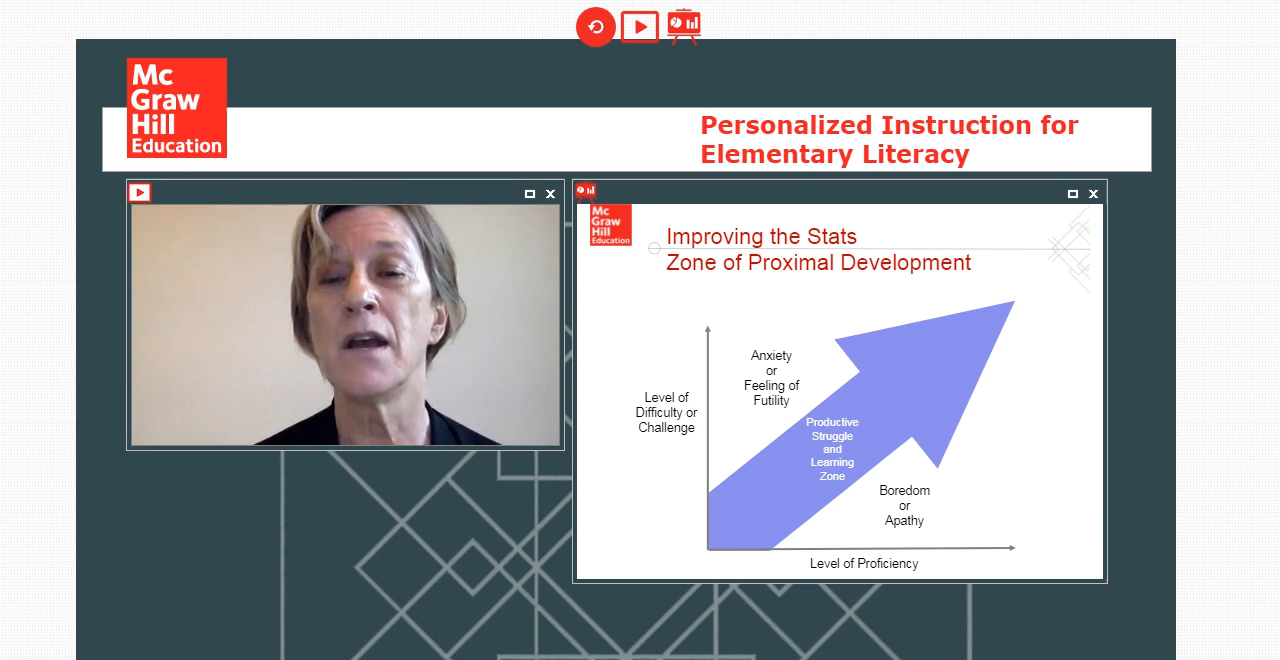 Mc
Graw
Hill
Education
Personalized Instruction for
Elementary Literacy
Mc
Graw
Hill
Education
Improving the Stats
Zone of Proximal Development
Anxiety
or
Feeling of
Futility
Level of
Difficulty or
Challenge
Productive
Struggle
and
Learning
Zone
Boredom
or
Apathy
Level of Proficiency